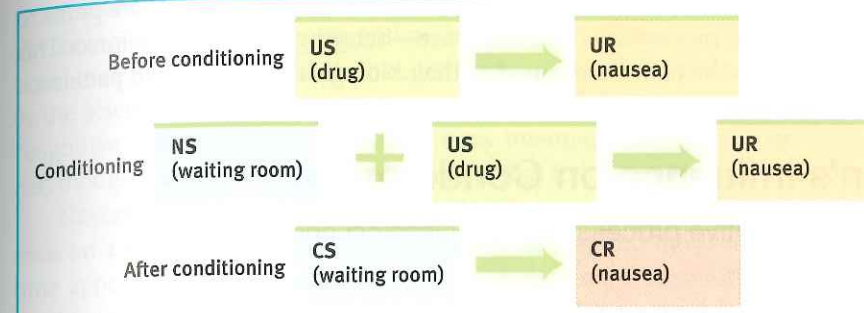 Before conditioning
US
(drug)
UR
(nausea)
Conditioning
NS
(waiting room)
+
US
(drug)
UR
(nausea)
After conditioning
CS
(waiting room)
CR
(nausea)